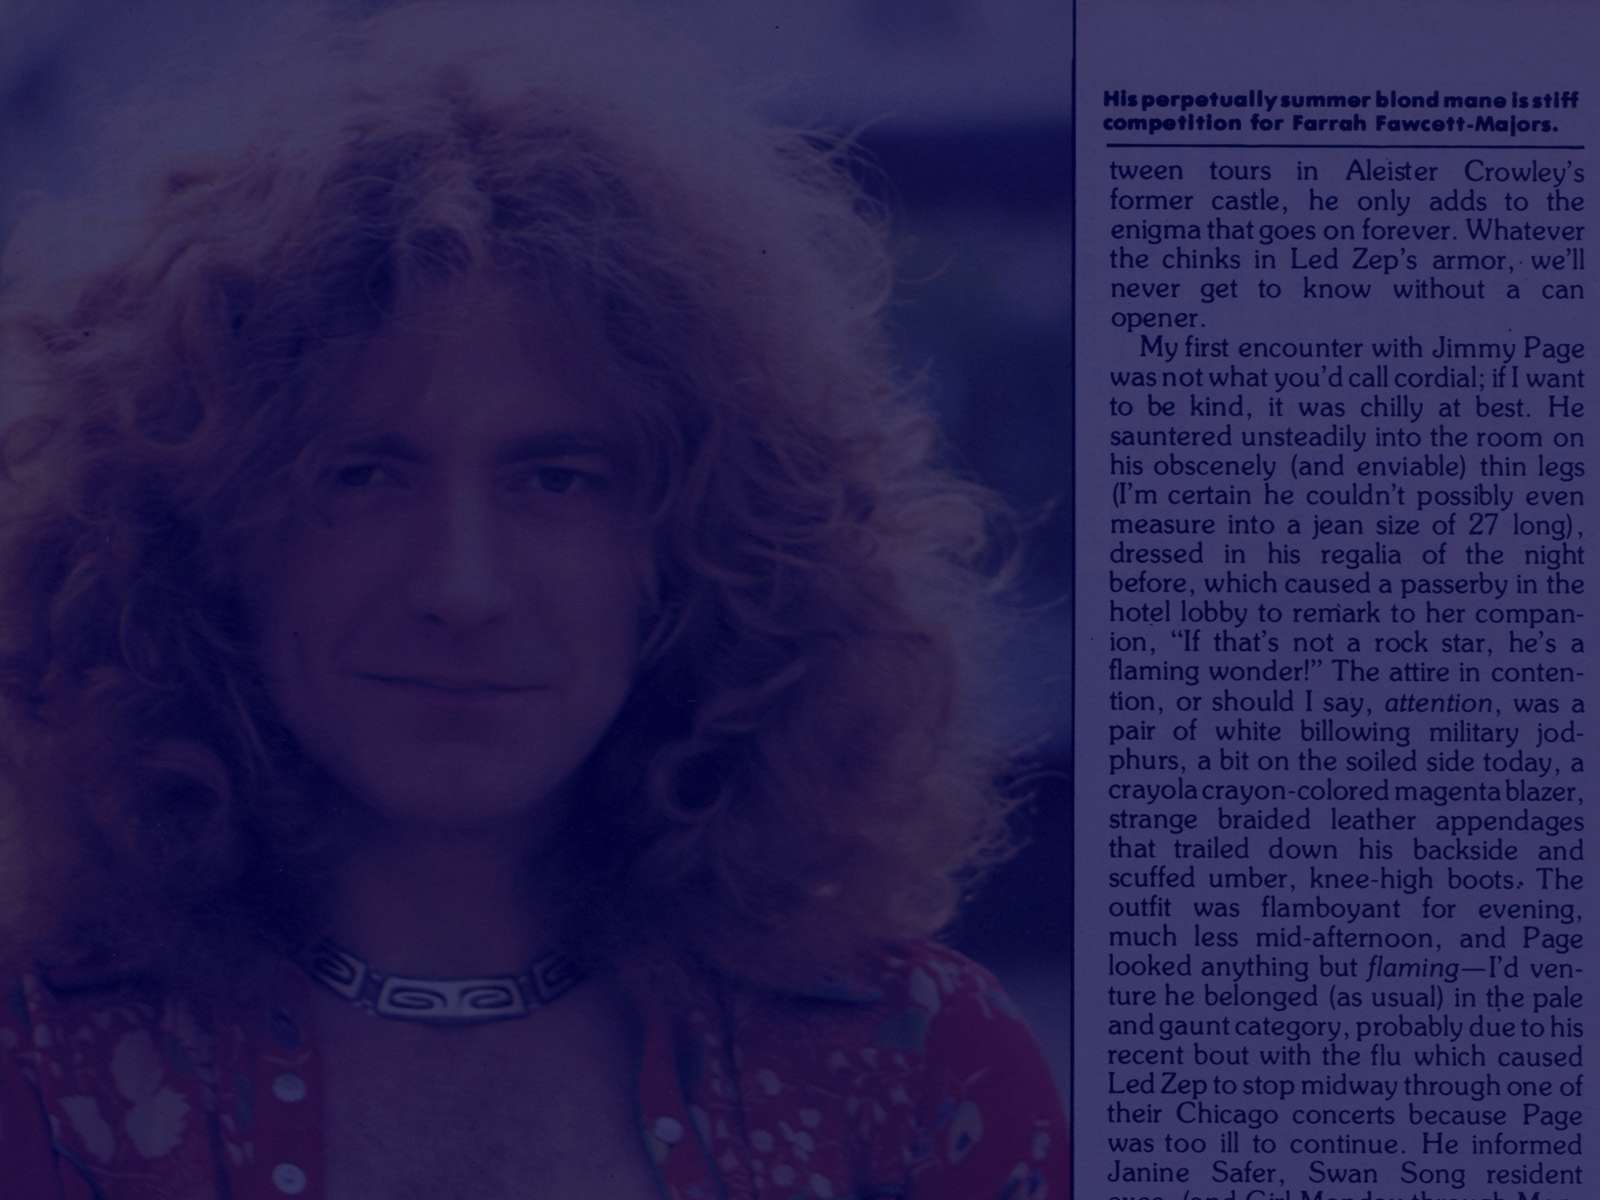 His perpetually summer blond mane is stiff
competition for Farrah Fawcett-Majors.
tween tours in Aleister Crowley's
former castle, he only adds to the
enigma that goes on forever. Whatever
the chinks in Led Zep's armor, we'll
never get to know without a can
opener.
My first encounter with Jimmy Page
was not what you'd call cordial; if I want
to be kind, it was chilly at best. He
sauntered unsteadily into the room on
his obscenely (and enviable) thin legs
(I'm certain he couldn't possibly even
measure into a jean size of 27 long),
dressed in his regalia of the night
before, which caused a passerby in the
hotel lobby to remark to her compan-
ion, "If that's not a rock star, he's a
flaming wonder!" The attire in conten-
tion, or should I say, attention, was a
pair of white billowing military jod-
phurs, a bit on the soiled side today, a
crayola crayon-colored magenta blazer,
strange braided leather appendages
that trailed down his backside and
scuffed umber, knee-high boots. The
outfit was flamboyant for evening,
much less mid-afternoon, and Page
looked anything but flaming—I'd ven-
ture he belonged (as usual) in the pale
and gaunt category, probably due to his
recent bout with the flu which caused
Led Zep to stop midway through one of
their Chicago concerts because Page
was too ill to continue. He informed
Janine Safer, Swan Song resident